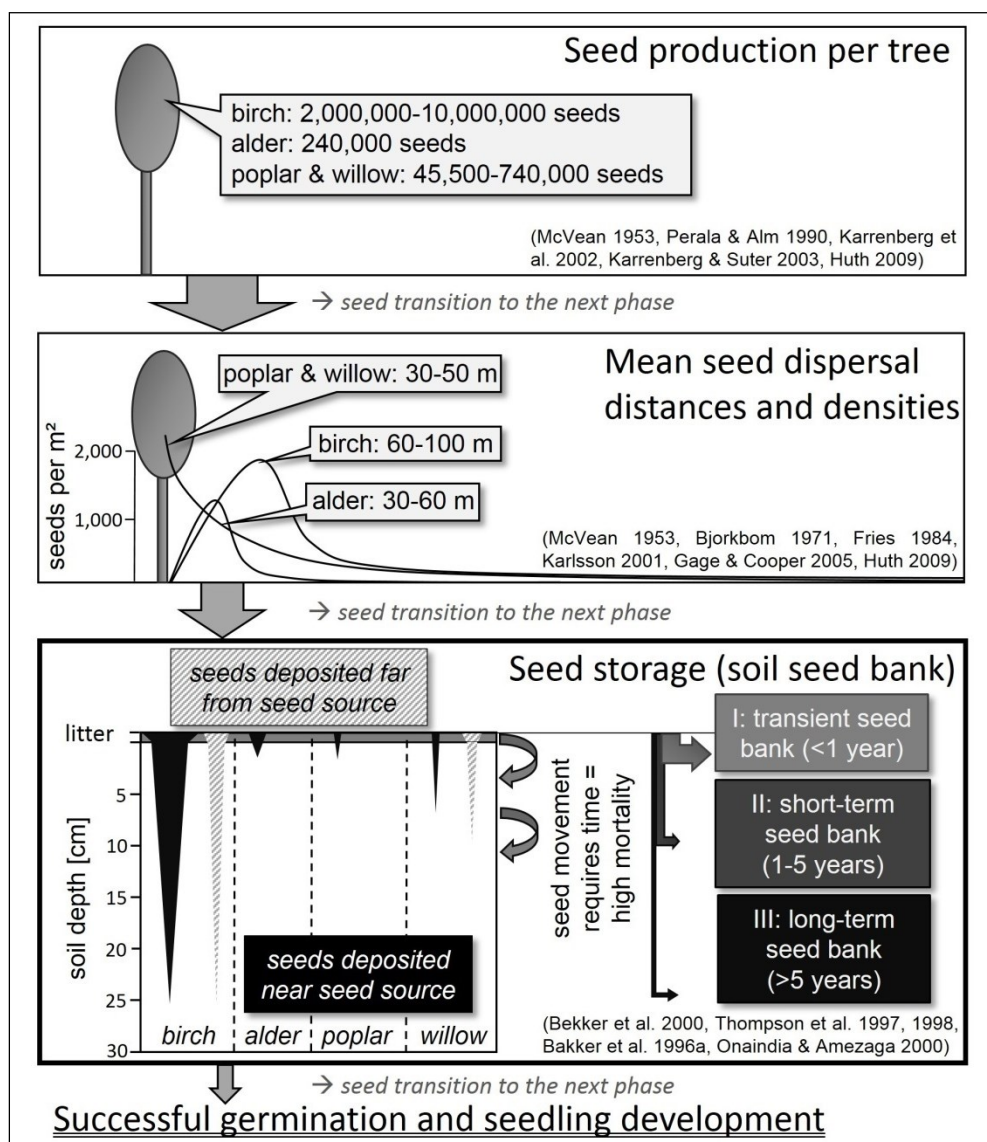 Seed production per tree
birch: 2,000,000-10,000,000 seeds
alder: 240,000 seeds
poplar & willow: 45,500-740,000 seeds
(McVean 1953, Perala & Alm 1990, Karrenberg et
al. 2002, Karrenberg & Suter 2003, Huth 2009)
→ seed transition to the next phase
Mean seed dispersal
distances and densities
poplar & willow: 30-50 m
birch: 60-100 m
alder: 30-60 m
seeds per m²
2,000
1,000
(McVean 1953, Bjorkbom 1971, Fries 1984,
Karlsson 2001, Gage & Cooper 2005, Huth 2009)
→ seed transition to the next phase
Seed storage (soil seed bank)
seeds deposited far
from seed source
litter
5
10
15
20
25
30
soil depth [cm]
seeds deposited
near seed source
birch
alder
poplar
willow
seed movement
requires time =
high mortality
I: transient seed
bank (<1 year)
II: short-term
seed bank
(1-5 years)
III: long-term
seed bank
(>5 years)
(Bekker et al. 2000, Thompson et al. 1997, 1998,
Bakker et al. 1996a, Onaindia & Amezaga 2000)
→ seed transition to the next phase
Successful germination and seedling development